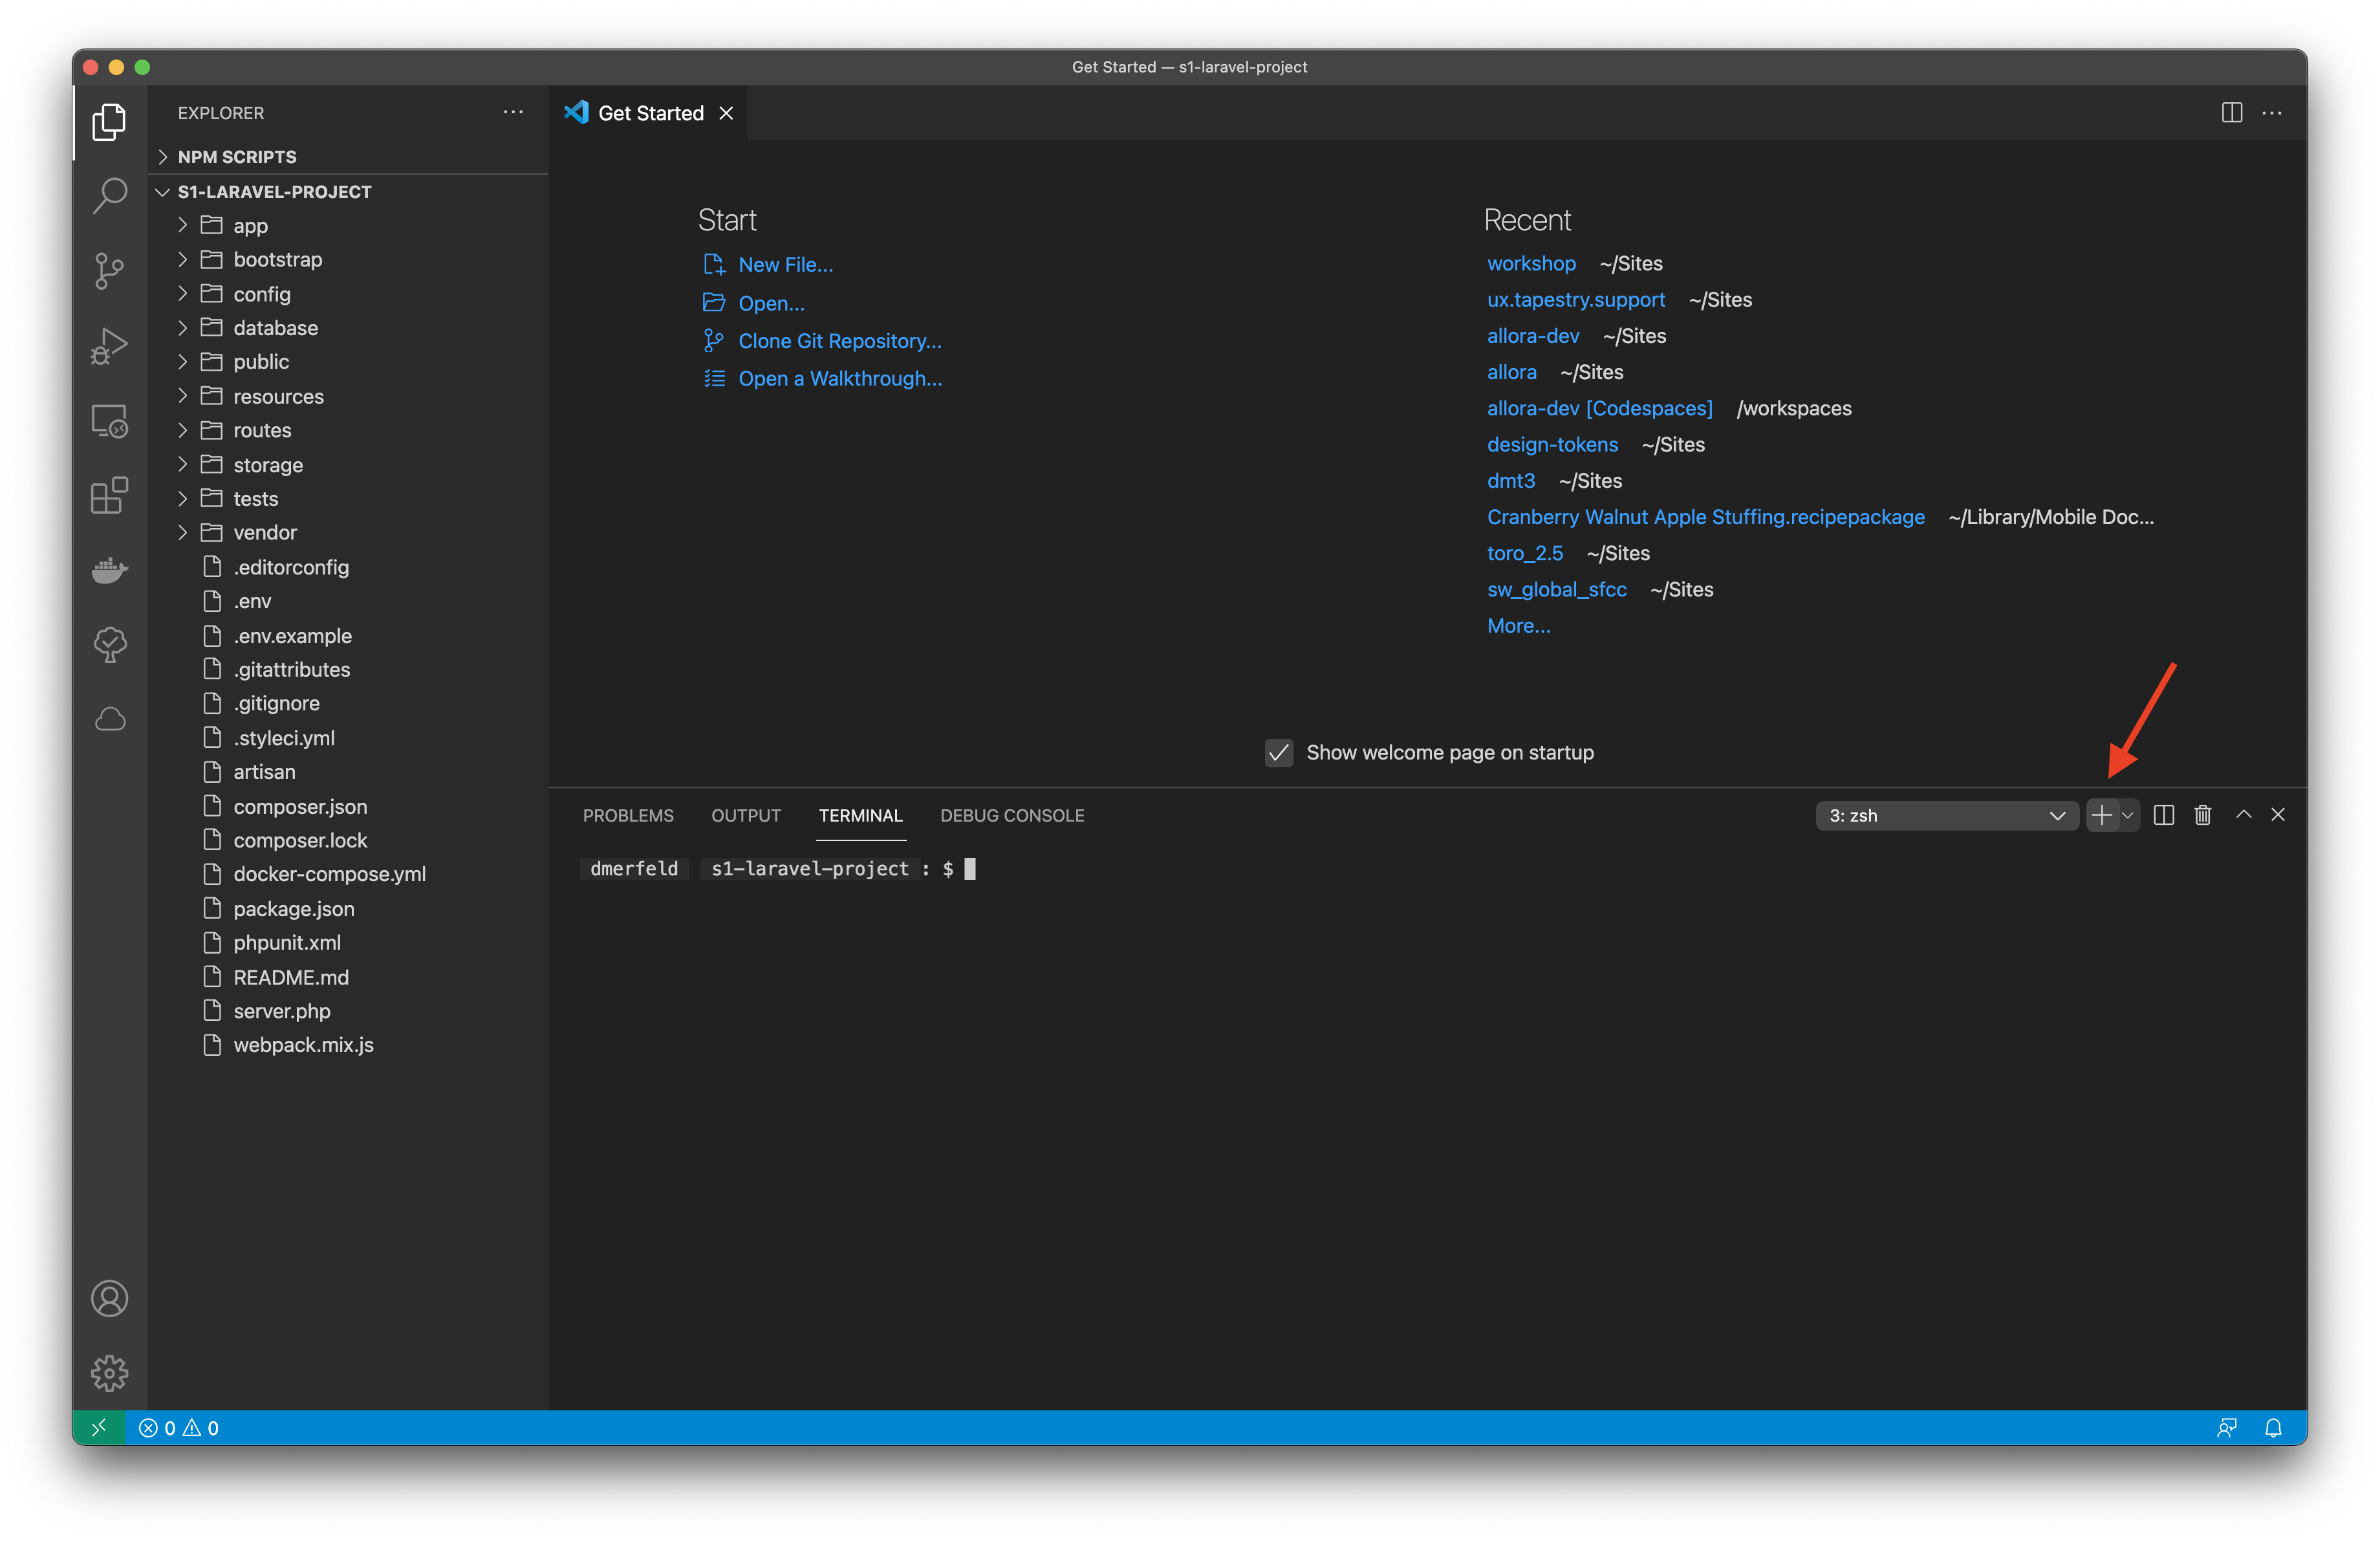 Get Started — s1-laravel-project
EXPLORER
NPM SCRIPTS
S1-LARAVEL-PROJECT
app
bootstrap
config
database
public
resources
routes
storage
tests
vendor
.editorconfig
.env
.env.example
.gitattributes
.gitignore
.styleci.yml
artisan
composer.json
composer.lock
docker-compose.yml
package.json
phpunit.xml
README.md
server.php
webpack.mix.js
Get Started
Start
New File...
Open...
Clone Git Repository...
Open a Walkthrough...
Recent
workshop ~/Sites
ux.tapestry.support ~/Sites
allora-dev ~/Sites
allora ~/Sites
allora-dev [Codespaces] /workspaces
design-tokens ~/Sites
dmt3 ~/Sites
Cranberry Walnut Apple Stuffing.recipepackage ~/Library/Mobile Doc...
toro_2.5 ~/Sites
sw_global_sfcc ~/Sites
More...
Show welcome page on startup
PROBLEMS OUTPUT TERMINAL DEBUG CONSOLE 3: zsh
dmerfeld s1-laravel-project : $
0 0